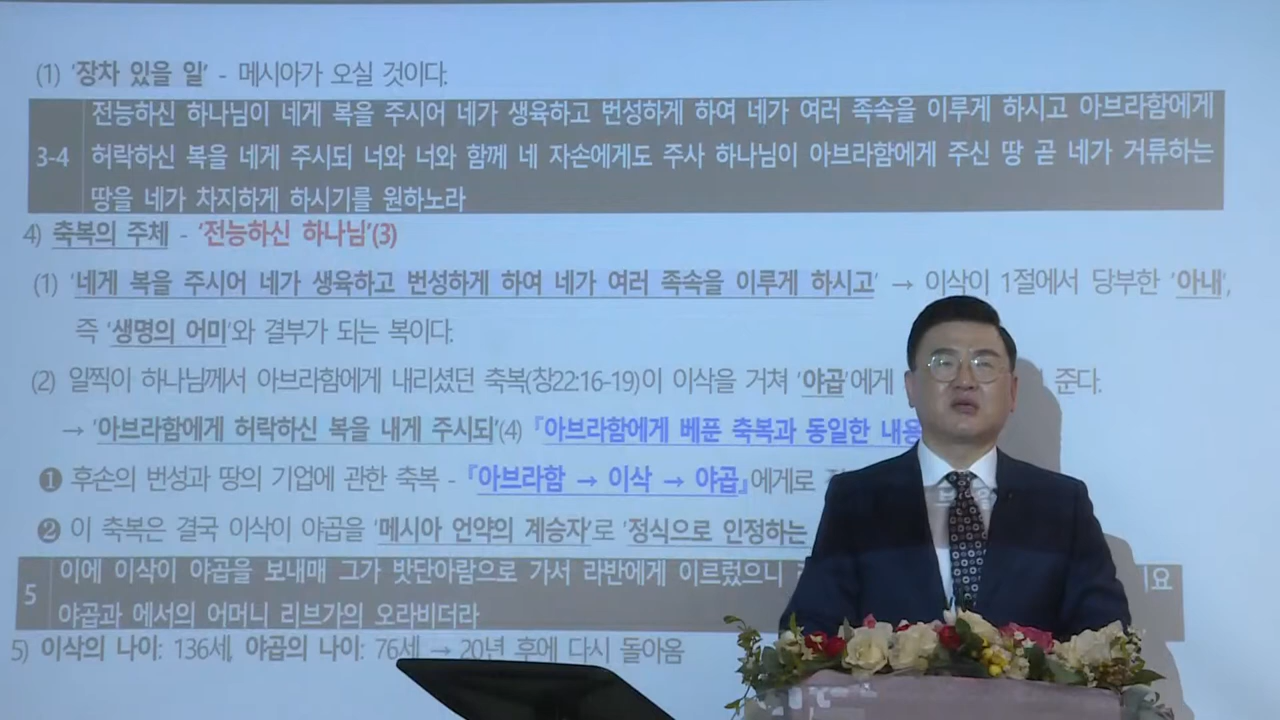 (1) '장차 있을 일' - 메시아가 오실 것이다.
전능하신 하나님이 네게 복을 주시어 네가 생육하고 번성하게 하여 네가 여러 족속을 이루게 하시고 아브라함에게
3-4 허락하신 복을 네게 주시되 너와 너와 함께 네 자손에게도 주사 하나님이 아브라함에게 주신 땅 곧 네가 거류하는
땅을 네가 차지하게 하시기를 원하노라
4) 축복의 주체 - '전능하신 하나님'(3)
(1) '네게 복을 주시어 네가 생육하고 번성하게 하여 네가 여러 족속을 이루게 하시고' → 이삭이 1절에서 당부한 '아내',
즉 '생명의 어미'와 결부가 되는 복이다.
(2) 일찍이 하나님께서 아브라함에게 내리셨던 축복(창22:16-19)이 이삭을 거쳐 '야곱'에게 준다.
→ '아브라함에게 허락하신 복을 내게 주시되'(4) 『아브라함에게 베푼 축복과 동일한 내용
❶ 후손의 번성과 땅의 기업에 관한 축복 - 『아브라함 → 이삭 → 야곱』에게로
❷ 이 축복은 결국 이삭이 야곱을 '메시아 언약의 계승자'로 '정식으로 인정하는
5 이에 이삭이 야곱을 보내매 그가 밧단아람으로 가서 라반에게 이르렀으니
야곱과 에서의 어머니 리브가의 오라비더라
5) 이삭의 나이: 136세, 야곱의 나이: 76세 → 20년 후에 다시 돌아옴